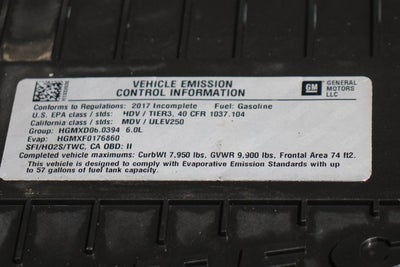 VEHICLE EMISSION
CONTROL INFORMATION
GM GENERAL MOTORS LLC
Conforms to Regulations: 2017 Incomplete Fuel: Gasoline
U.S. EPA class / stds: HDV / TIER3, 40 CFR 1037.104
California class / stds: MDV / ULEV250
Group: HGMXD06.0394 6.0L
Evap: HGMXF0176860
SFI/HO2S/TWC, CA OBD: II
Completed vehicle maximums: CurbWt 7,950 lbs, GVWR 9,900 lbs, Frontal Area 74 ft2.
This vehicle is designed to comply with Evaporative Emission Standards with up
to 57 gallons of fuel tank capacity.